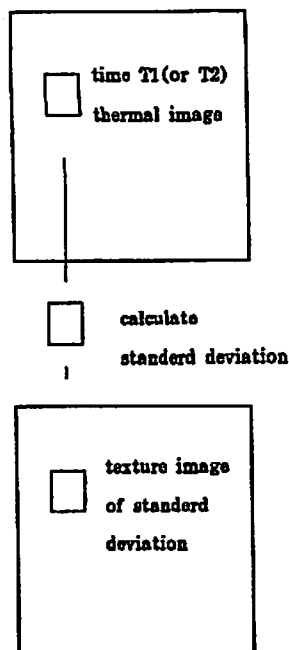 time T1(or T2)
thermal image
calculate
standerd deviation
texture image
of standerd
deviation